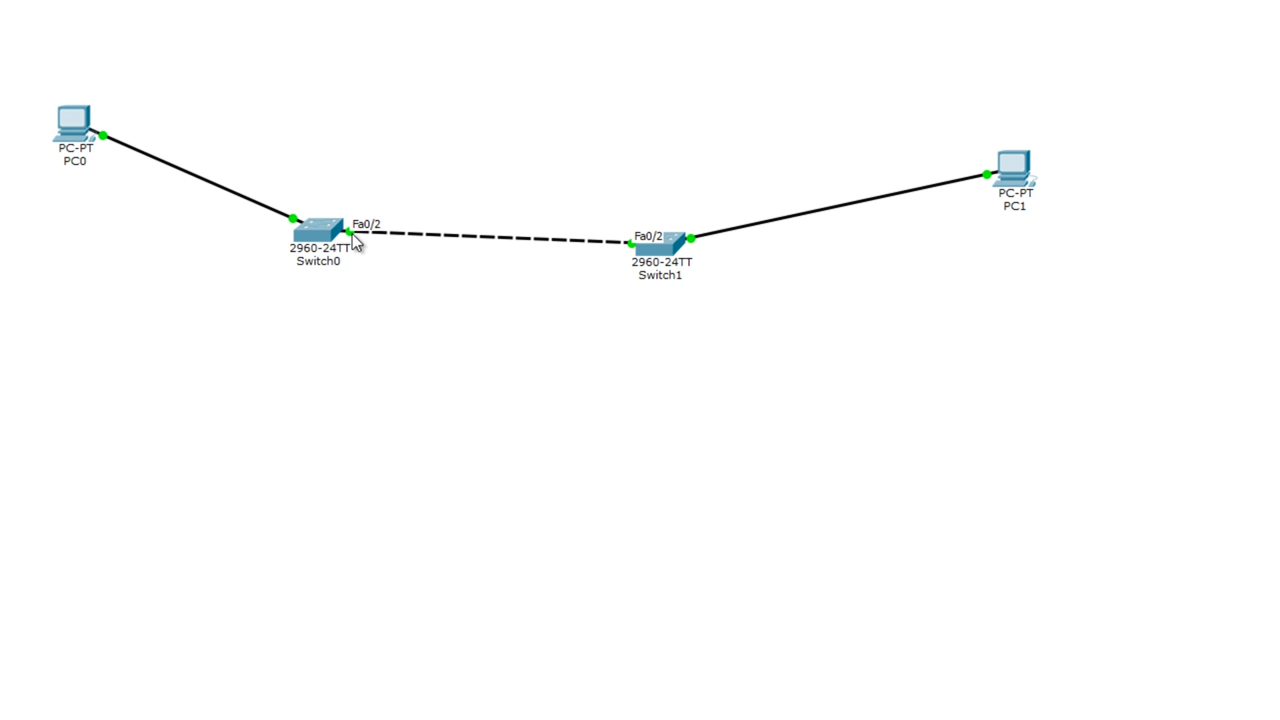 PC-PT
PC0
Fa0/2
2960-24TT
Switch0
Fa0/2
2960-24TT
Switch1
PC-PT
PC1